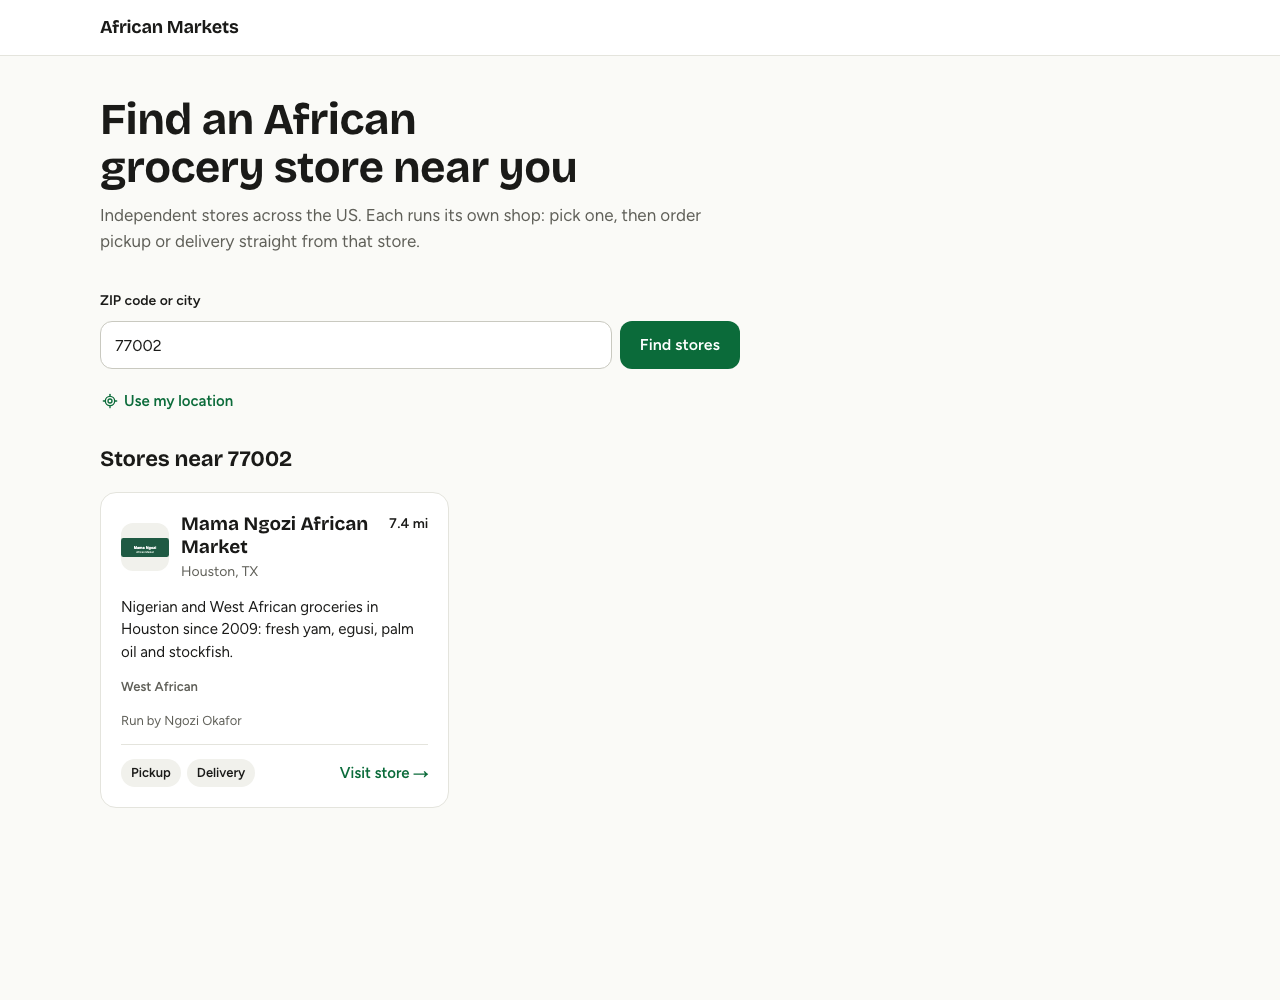 African Markets
Find an African
grocery store near you
Independent stores across the US. Each runs its own shop: pick one, then order
pickup or delivery straight from that store.
ZIP code or city
77002
Find stores
Use my location
Stores near 77002
Mama Ngozi
Mama Ngozi African
Market
7.4 mi
Houston, TX
Nigerian and West African groceries in
Houston since 2009: fresh yam, egusi, palm
oil and stockfish.
West African
Run by Ngozi Okafor
Pickup
Delivery
Visit store →